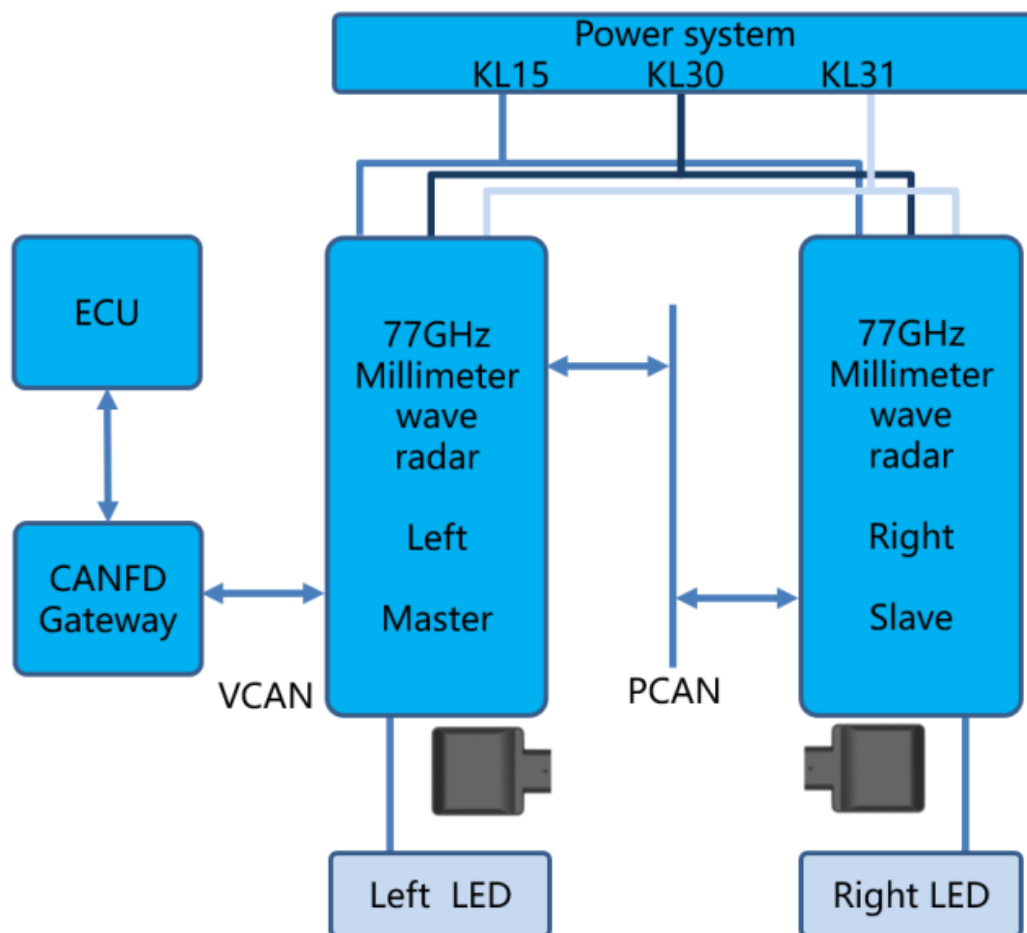 Power system
KL15 KL30 KL31
ECU
77GHz
Millimeter
wave
radar
Left
Master
77GHz
Millimeter
wave
radar
Right
Slave
CANFD
Gateway
VCAN
PCAN
Left LED
Right LED